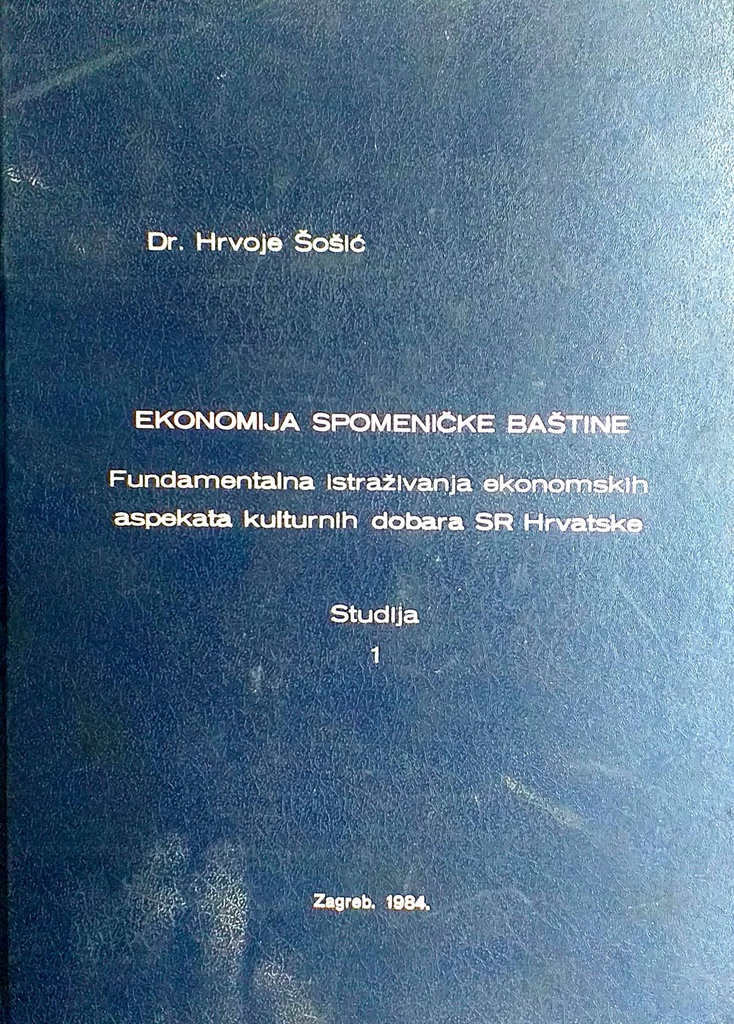 Dr. Hrvoje Šošić
EKONOMIJA SPOMENIČKE BAŠTINE
Fundamentalna istraživanja ekonomskih
aspekata kulturnih dobara SR Hrvatske
Studija
1
Zagreb. 1984.